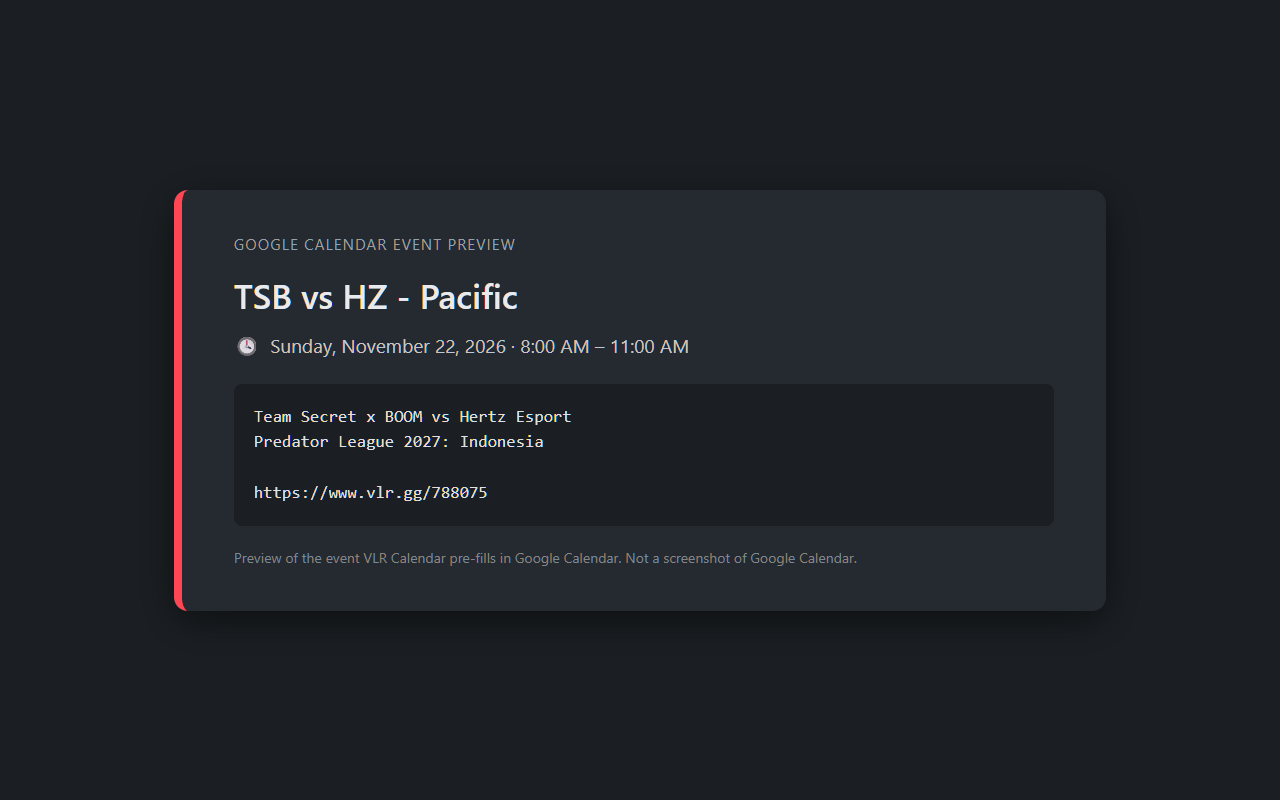 GOOGLE CALENDAR EVENT PREVIEW
TSB vs HZ - Pacific
Sunday, November 22, 2026 · 8:00 AM – 11:00 AM
Team Secret x BOOM vs Hertz Esport
Predator League 2027: Indonesia
https://www.vlr.gg/788075
Preview of the event VLR Calendar pre-fills in Google Calendar. Not a screenshot of Google Calendar.